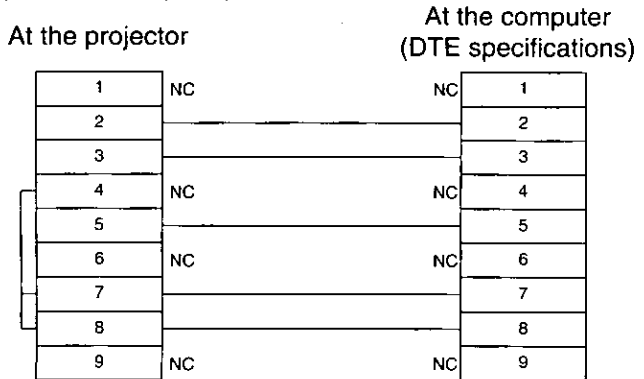 At the projector
At the computer
(DTE specifications)
1 NC NC 1
2 2
3 3
4 NC NC 4
5 5
6 NC NC 6
7 7
8 8
9 NC NC 9